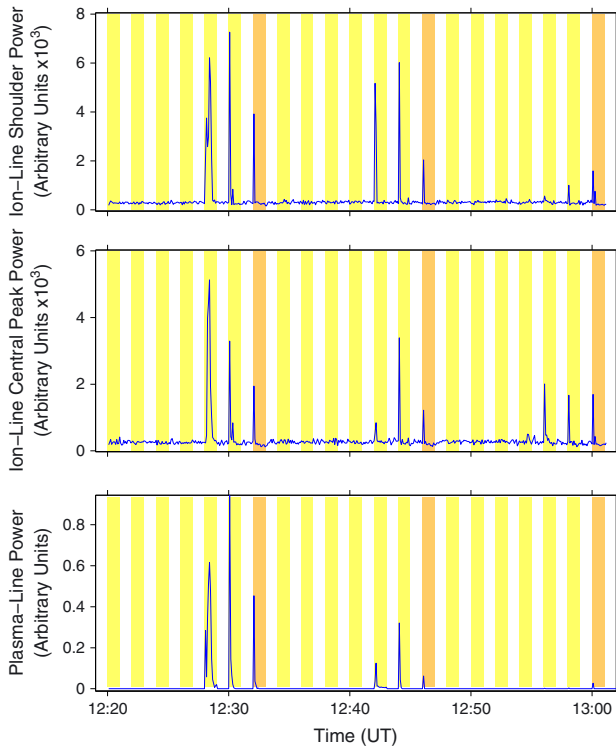 Ion-Line Shoulder Power
(Arbitrary Units x10³)
8
6
4
2
0
Ion-Line Central Peak Power
(Arbitrary Units x10³)
6
4
2
0
Plasma-Line Power
(Arbitrary Units)
0.8
0.6
0.4
0.2
0
12:20
12:30
12:40
12:50
13:00
Time (UT)